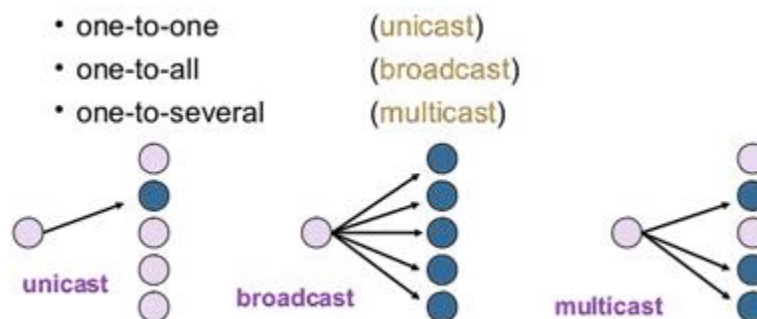 • one-to-one (unicast)
• one-to-all (broadcast)
• one-to-several (multicast)
unicast
broadcast
multicast